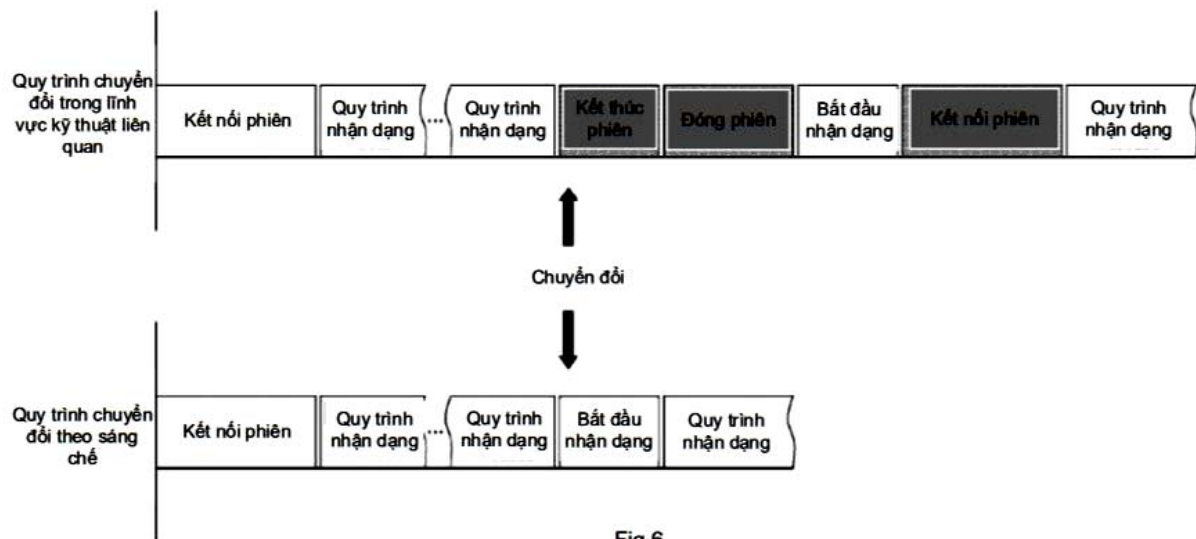 Quy trình chuyển
đổi trong lĩnh
vực kỹ thuật liên
quan
Kết nối phiên
Quy trình
nhận dạng
...
Quy trình
nhận dạng
Kết thúc
phiên
Đóng phiên
Bắt đầu
nhận dạng
Kết nối phiên
Quy trình
nhận dạng
Chuyển đổi
Quy trình chuyển
đổi theo sáng
chế
Kết nối phiên
Quy trình
nhận dạng
...
Quy trình
nhận dạng
Bắt đầu
nhận dạng
Quy trình
nhận dạng
Fig 6